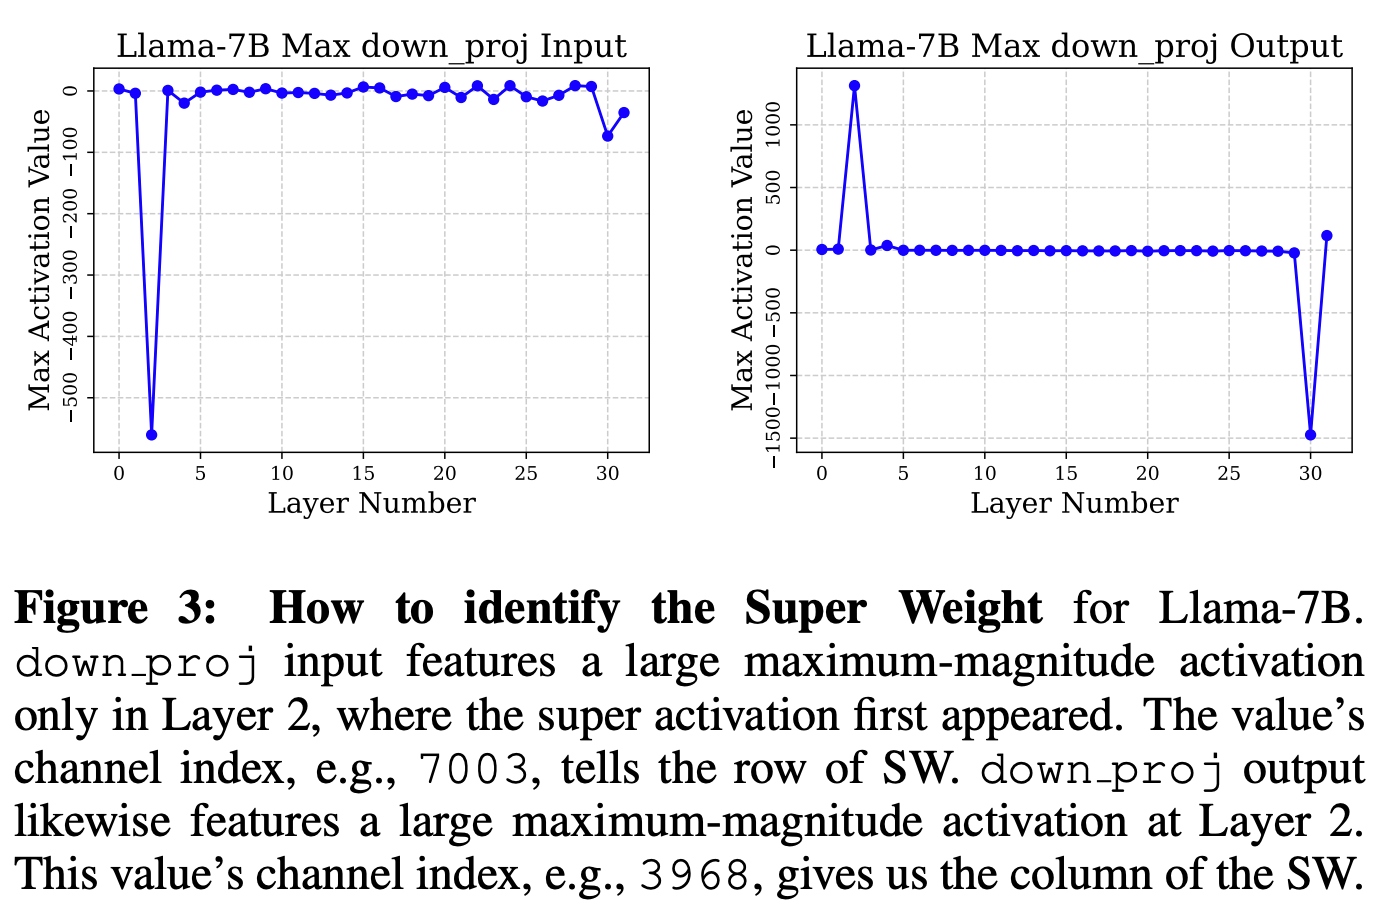 Llama-7B Max down_proj Input
Max Activation Value
0
−100
−200
−300
−400
−500
0
5
10
15
20
25
30
Layer Number
Llama-7B Max down_proj Output
Max Activation Value
1000
500
0
−500
−1000
−1500
0
5
10
15
20
25
30
Layer Number
Figure 3: How to identify the Super Weight for Llama-7B.
down_proj input features a large maximum-magnitude activation
only in Layer 2, where the super activation first appeared. The value’s
channel index, e.g., 7003, tells the row of SW. down_proj output
likewise features a large maximum-magnitude activation at Layer 2.
This value’s channel index, e.g., 3968, gives us the column of the SW.